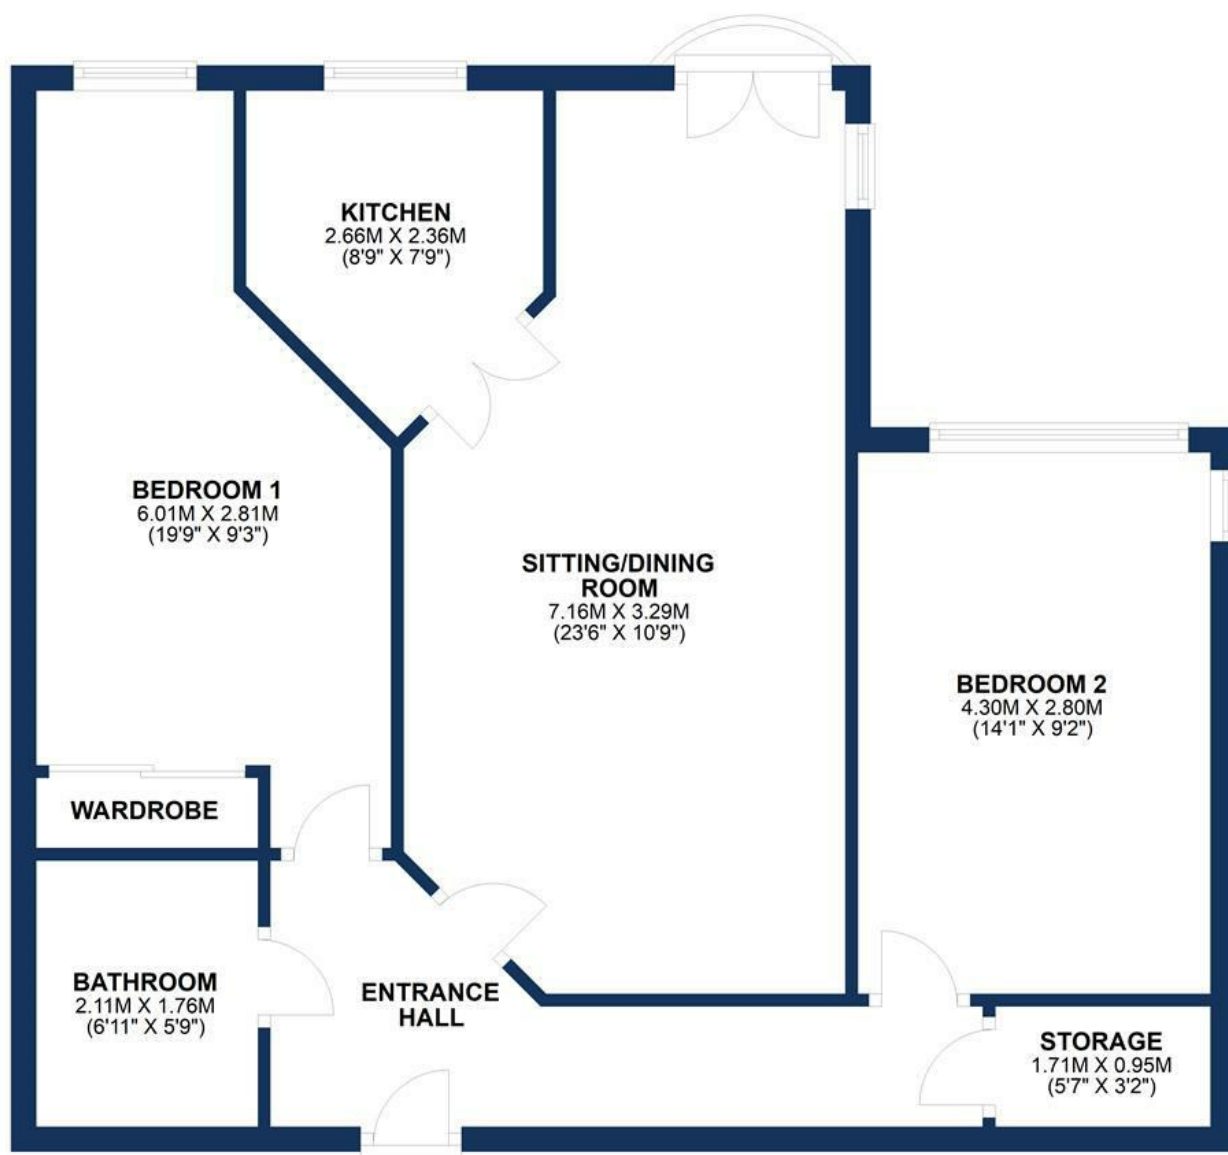 KITCHEN
2.66M X 2.36M
(8'9" X 7'9")
BEDROOM 1
6.01M X 2.81M
(19'9" X 9'3")
SITTING/DINING
ROOM
7.16M X 3.29M
(23'6" X 10'9")
BEDROOM 2
4.30M X 2.80M
(14'1" X 9'2")
WARDROBE
BATHROOM
2.11M X 1.76M
(6'11" X 5'9")
ENTRANCE
HALL
STORAGE
1.71M X 0.95M
(5'7" X 3'2")